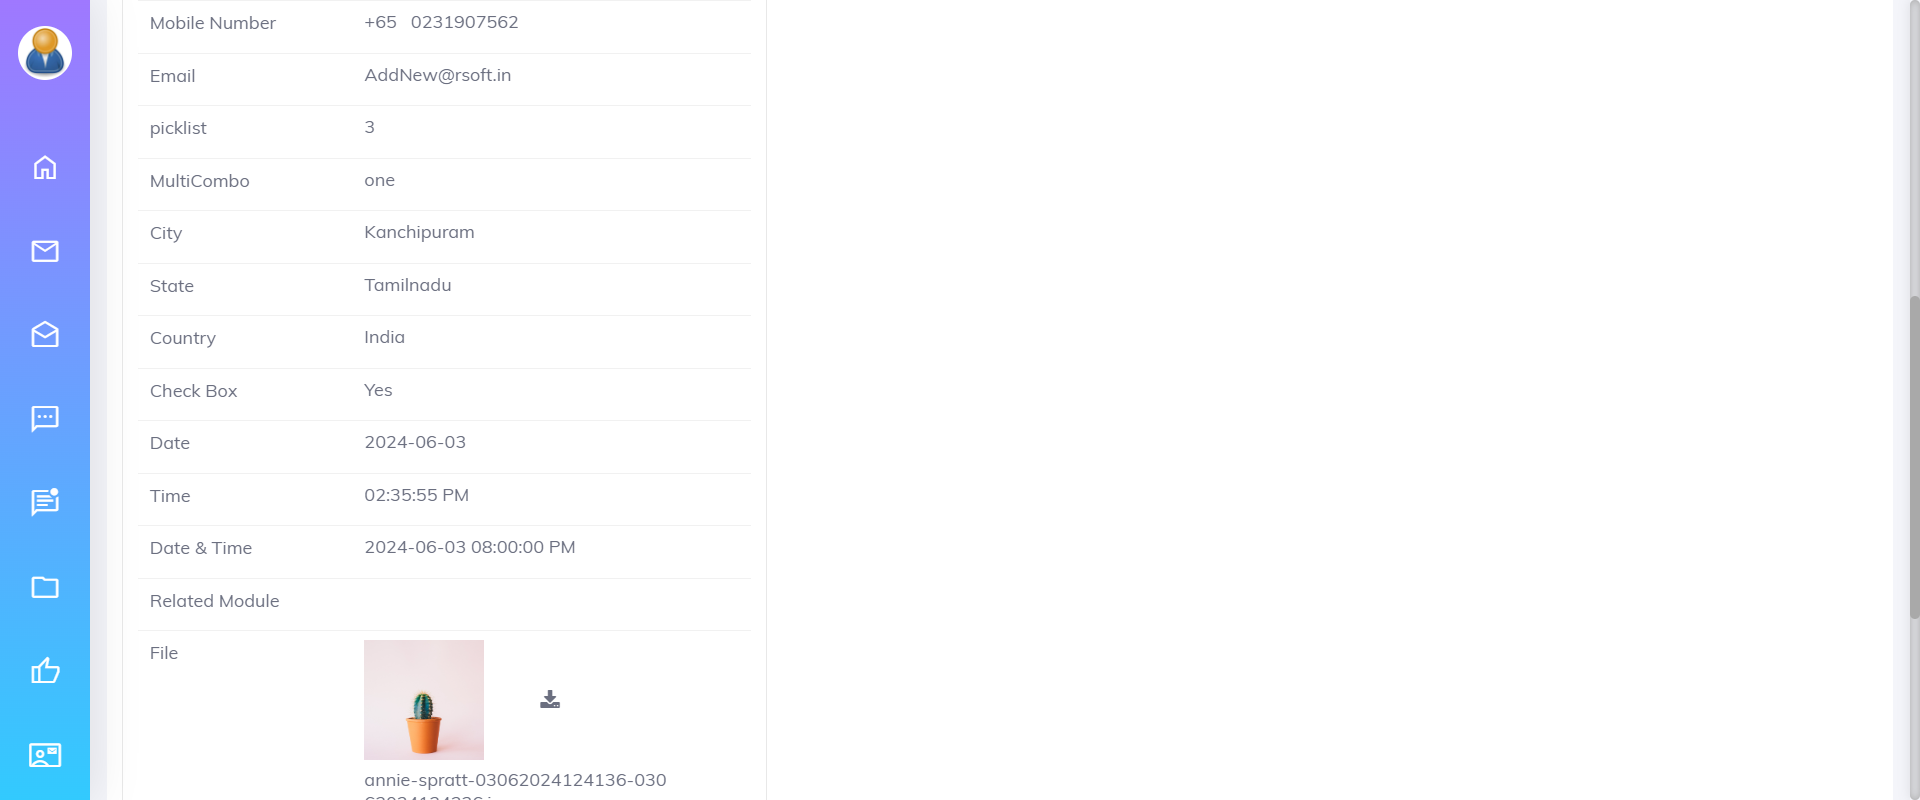 Mobile Number +65 0231907562
Email AddNew@rsoft.in
picklist 3
MultiCombo one
City Kanchipuram
State Tamilnadu
Country India
Check Box Yes
Date 2024-06-03
Time 02:35:55 PM
Date & Time 2024-06-03 08:00:00 PM
Related Module
File
annie-spratt-03062024124136-030